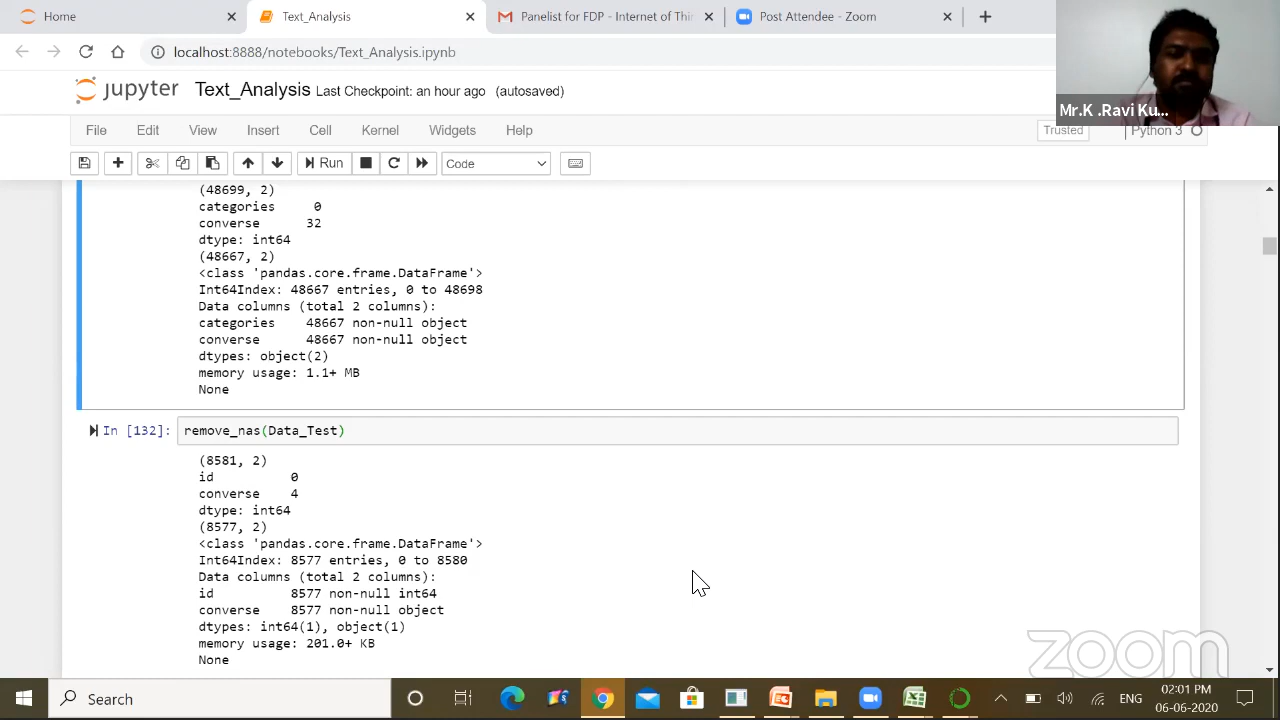 Home
Text_Analysis
Panelist for FDP - Internet of Thi
Post Attendee - Zoom
localhost:8888/notebooks/Text_Analysis.ipynb
jupyter Text_Analysis Last Checkpoint: an hour ago (autosaved)
Mr.K .Ravi Ku...
File Edit View Insert Cell Kernel Widgets Help
Trusted
Python 3
Run
Code
(48699, 2)
categories 0
converse 32
dtype: int64
(48667, 2)
<class 'pandas.core.frame.DataFrame'>
Int64Index: 48667 entries, 0 to 48698
Data columns (total 2 columns):
categories 48667 non-null object
converse 48667 non-null object
dtypes: object(2)
memory usage: 1.1+ MB
None
In [132]: remove_nas(Data_Test)
(8581, 2)
id 0
converse 4
dtype: int64
(8577, 2)
<class 'pandas.core.frame.DataFrame'>
Int64Index: 8577 entries, 0 to 8580
Data columns (total 2 columns):
id 8577 non-null int64
converse 8577 non-null object
dtypes: int64(1), object(1)
memory usage: 201.0+ KB
None
zoom
Search
ENG
02:01 PM
06-06-2020